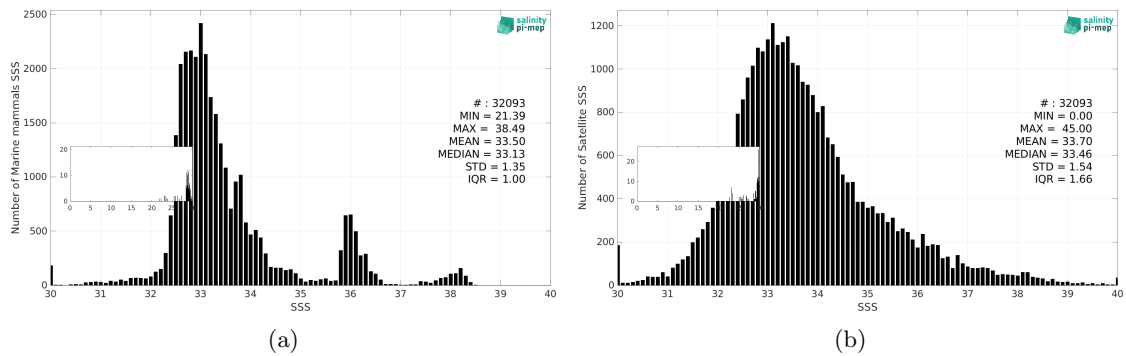 2500
2000
1500
1000
500
0
Number of Marine mammals SSS
salinity
pi-mep
# : 32093
MIN = 21.39
MAX = 38.49
MEAN = 33.50
MEDIAN = 33.13
STD = 1.35
IQR = 1.00
20
10
0
0 5 10 15 20 25 30
30 31 32 33 34 35 36 37 38 39 40
SSS
(a)
1200
1000
800
600
400
200
0
Number of Satellite SSS
salinity
pi-mep
# : 32093
MIN = 0.00
MAX = 45.00
MEAN = 33.70
MEDIAN = 33.46
STD = 1.54
IQR = 1.66
20
10
0
0 5 10 15 20
30 31 32 33 34 35 36 37 38 39 40
SSS
(b)